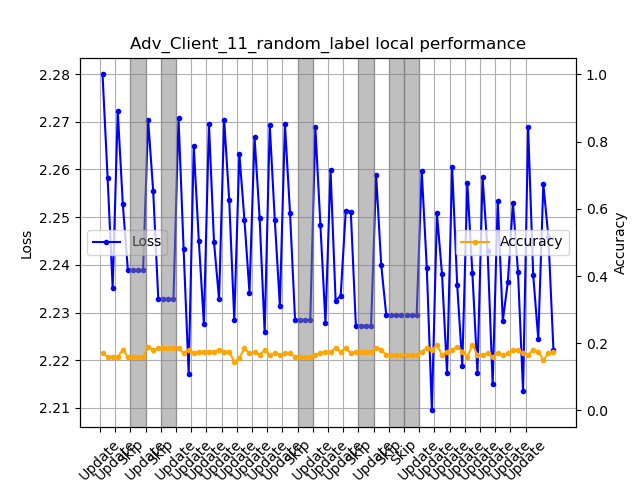 Adv_Client_11_random_label local performance
2.28
2.27
2.26
2.25
2.24
2.23
2.22
2.21
Loss
Loss
Accuracy
1.0
0.8
0.6
0.4
0.2
0.0
Accuracy
Update
Update
Skip
Update
Skip
Update
Update
Update
Update
Update
Update
Update
Update
Skip
Update
Update
Update
Skip
Update
Skip
Skip
Update
Update
Update
Update
Update
Update
Update
Update